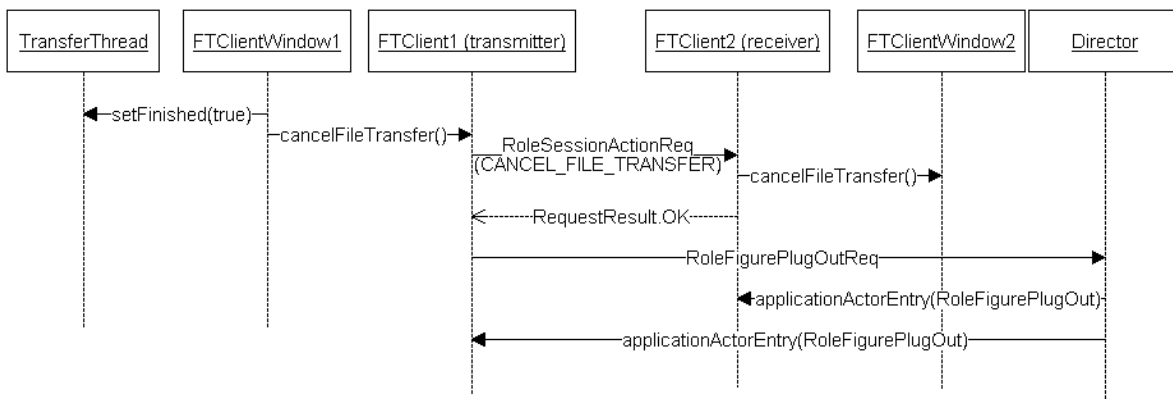 TransferThread
FTClientWindow1
FTClient1 (transmitter)
FTClient2 (receiver)
FTClientWindow2
Director
setFinished(true)
cancelFileTransfer()
RoleSessionActionReq
(CANCEL_FILE_TRANSFER)
cancelFileTransfer()
RequestResult.OK
RoleFigurePlugOutReq
applicationActorEntry(RoleFigurePlugOut)
applicationActorEntry(RoleFigurePlugOut)